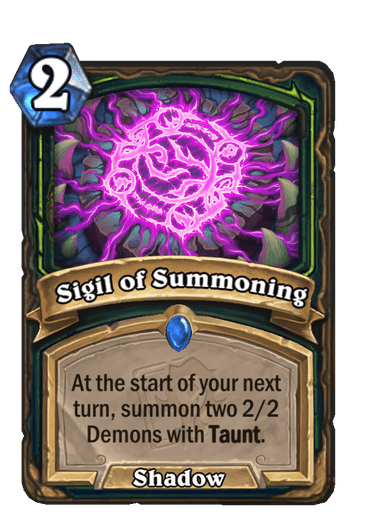 2
Sigil of Summoning
At the start of your next
turn, summon two 2/2
Demons with Taunt.
Shadow